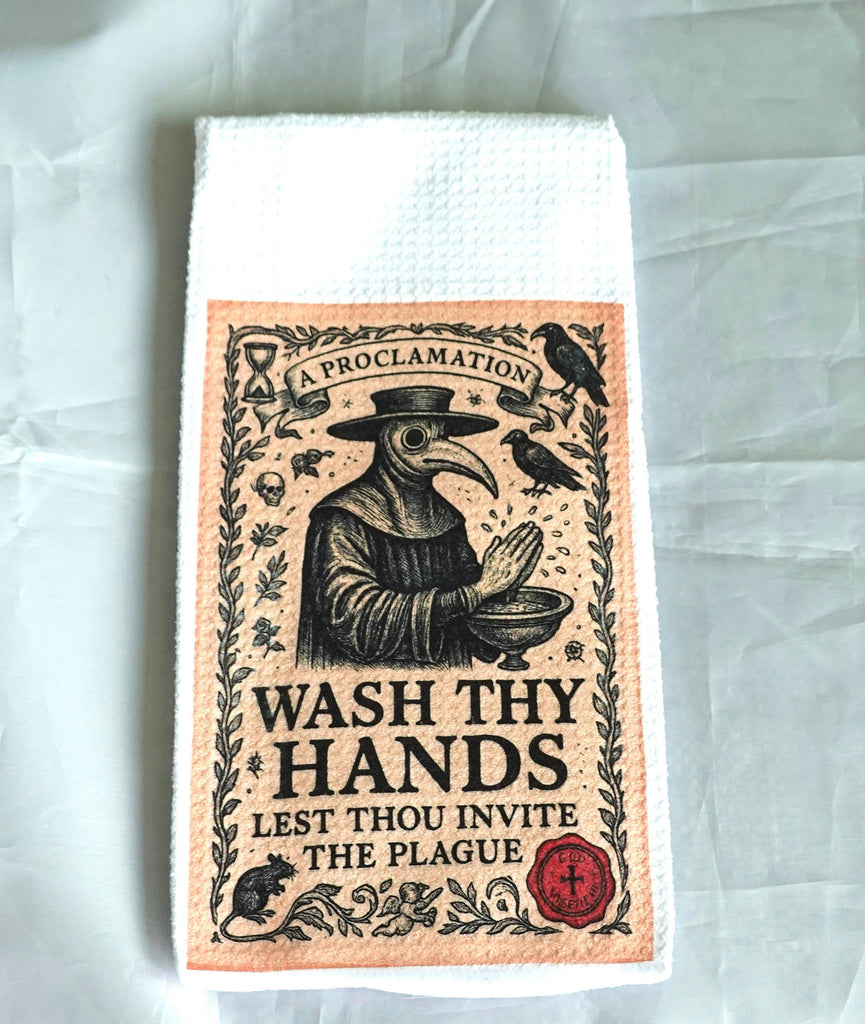 A PROCLAMATION
WASH THY
HANDS
LEST THOU INVITE
THE PLAGUE